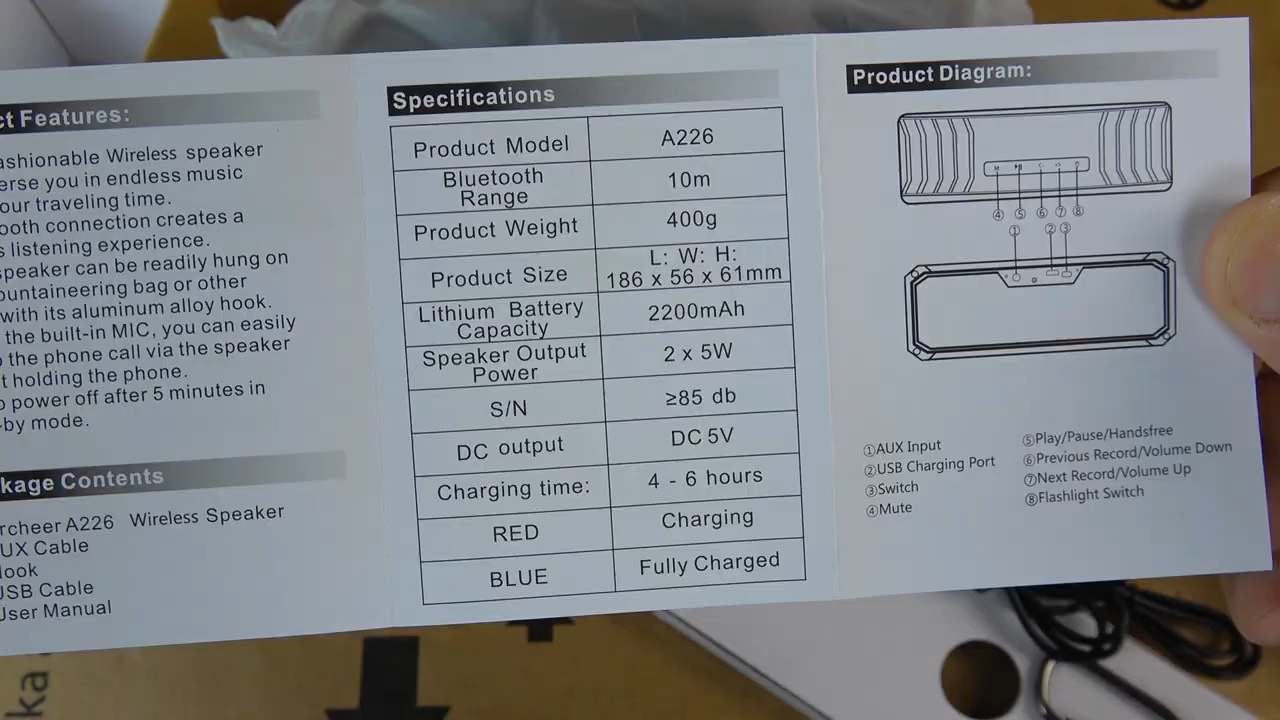 ct Features:
ashionable Wireless speaker
erse you in endless music
our traveling time.
ooth connection creates a
s listening experience.
speaker can be readily hung on
ountaineering bag or other
with its aluminum alloy hook.
the built-in MIC, you can easily
o the phone call via the speaker
t holding the phone.
o power off after 5 minutes in
-by mode.
kage Contents
rcheer A226 Wireless Speaker
UX Cable
Hook
USB Cable
User Manual
Specifications
Product Model A226
Bluetooth Range 10m
Product Weight 400g
Product Size L: W: H: 186 x 56 x 61mm
Lithium Battery Capacity 2200mAh
Speaker Output Power 2 x 5W
S/N ≥85 db
DC output DC 5V
Charging time: 4 - 6 hours
RED Charging
BLUE Fully Charged
Product Diagram:
④ ⑤ ⑥ ⑦ ⑧
① ② ③
①AUX Input
②USB Charging Port
③Switch
④Mute
⑤Play/Pause/Handsfree
⑥Previous Record/Volume Down
⑦Next Record/Volume Up
⑧Flashlight Switch
ka